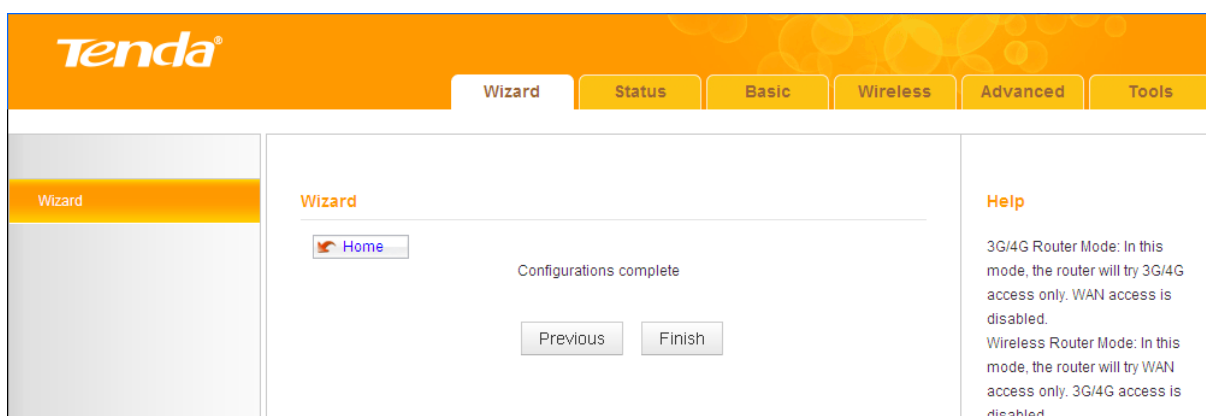 Tenda®
Wizard
Status
Basic
Wireless
Advanced
Tools
Wizard
Wizard
Home
Configurations complete
Previous
Finish
Help
3G/4G Router Mode: In this
mode, the router will try 3G/4G
access only. WAN access is
disabled.
Wireless Router Mode: In this
mode, the router will try WAN
access only. 3G/4G access is
disabled